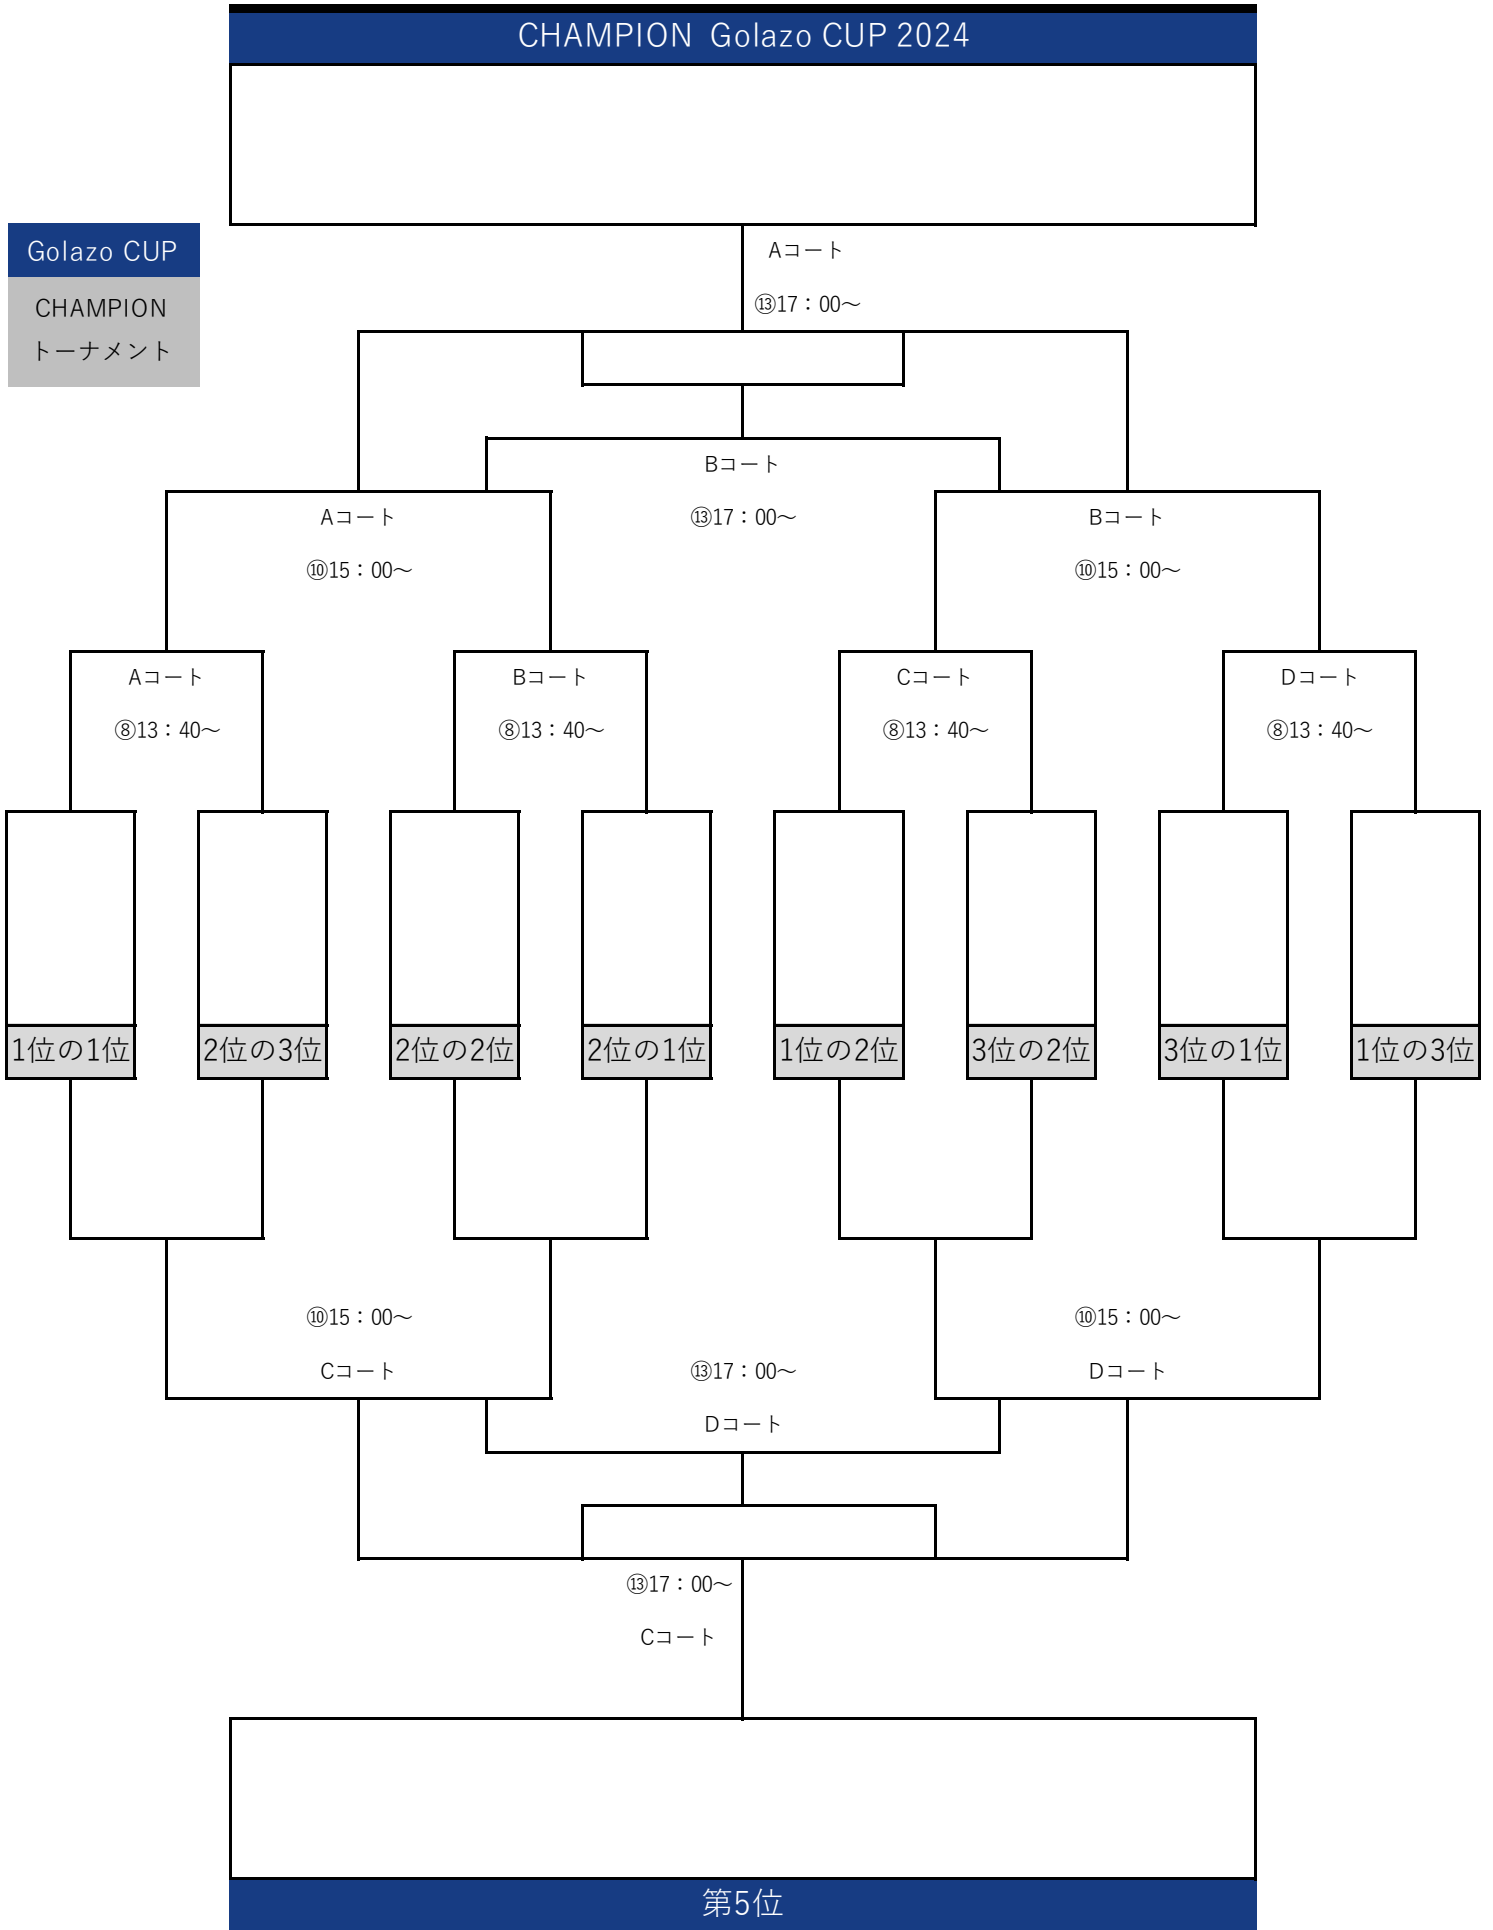 CHAMPION Golazo CUP 2024
Golazo CUP
CHAMPION
トーナメント
Aコート
⑬17：00～
Bコート
⑬17：00～
Aコート
⑩15：00～
Bコート
⑩15：00～
Aコート
⑧13：40～
Bコート
⑧13：40～
Cコート
⑧13：40～
Dコート
⑧13：40～
1位の1位
2位の3位
2位の2位
2位の1位
1位の2位
3位の2位
3位の1位
1位の3位
⑩15：00～
Cコート
⑩15：00～
Dコート
⑬17：00～
Dコート
⑬17：00～
Cコート
第5位